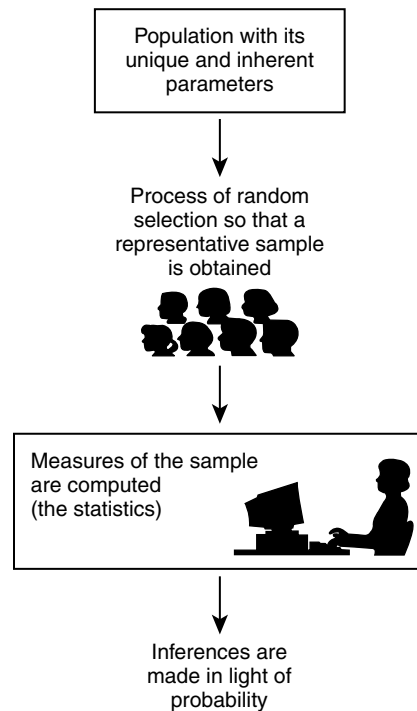 Population with its
unique and inherent
parameters
Process of random
selection so that a
representative sample
is obtained
Measures of the sample
are computed
(the statistics)
Inferences are
made in light of
probability